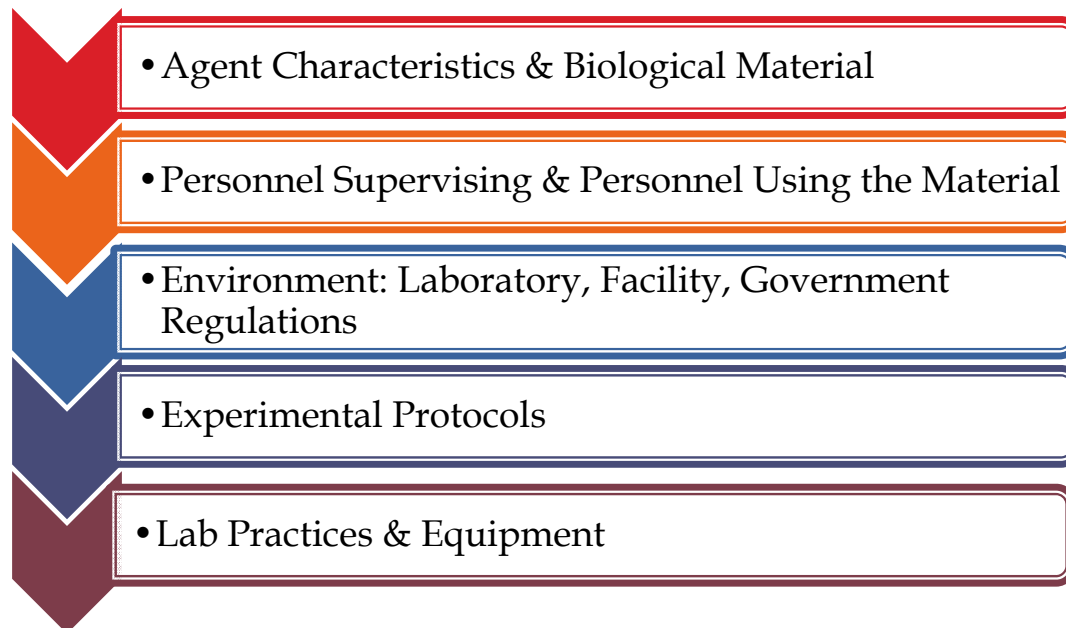 •Agent Characteristics & Biological Material
•Personnel Supervising & Personnel Using the Material
•Environment: Laboratory, Facility, Government
Regulations
•Experimental Protocols
•Lab Practices & Equipment